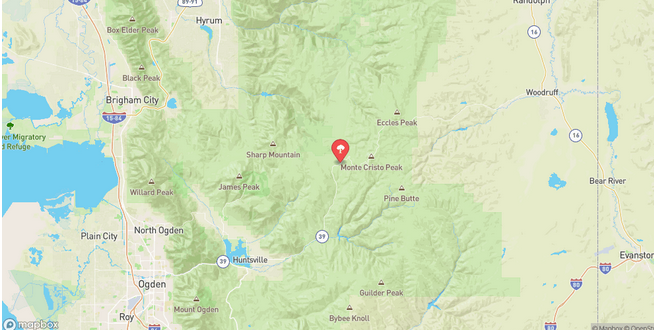 Randolph
15-84
89-91
Hyrum
16
Box Elder Peak
Black Peak
Woodruff
Brigham City
15-84
Eccles Peak
er Migratory
d Refuge
16
Sharp Mountain
Monte Cristo Peak
James Peak
Bear River
Willard Peak
Pine Butte
North Ogden
Plain City
39
Evanston
39
Huntsville
80
80
Ogden
Guilder Peak
Mount Ogden
Bybee Knoll
Roy
mapbox
© Mapbox © OpenSt